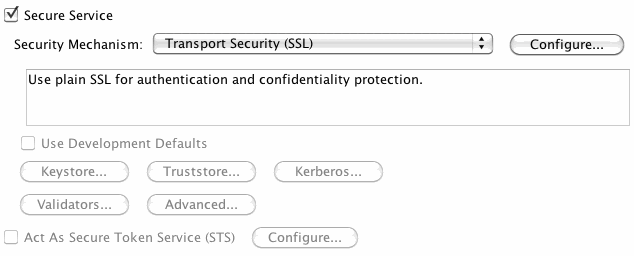 Secure Service
Security Mechanism: Transport Security (SSL) Configure...
Use plain SSL for authentication and confidentiality protection.
Use Development Defaults
Keystore... Truststore... Kerberos...
Validators... Advanced...
Act As Secure Token Service (STS) Configure...